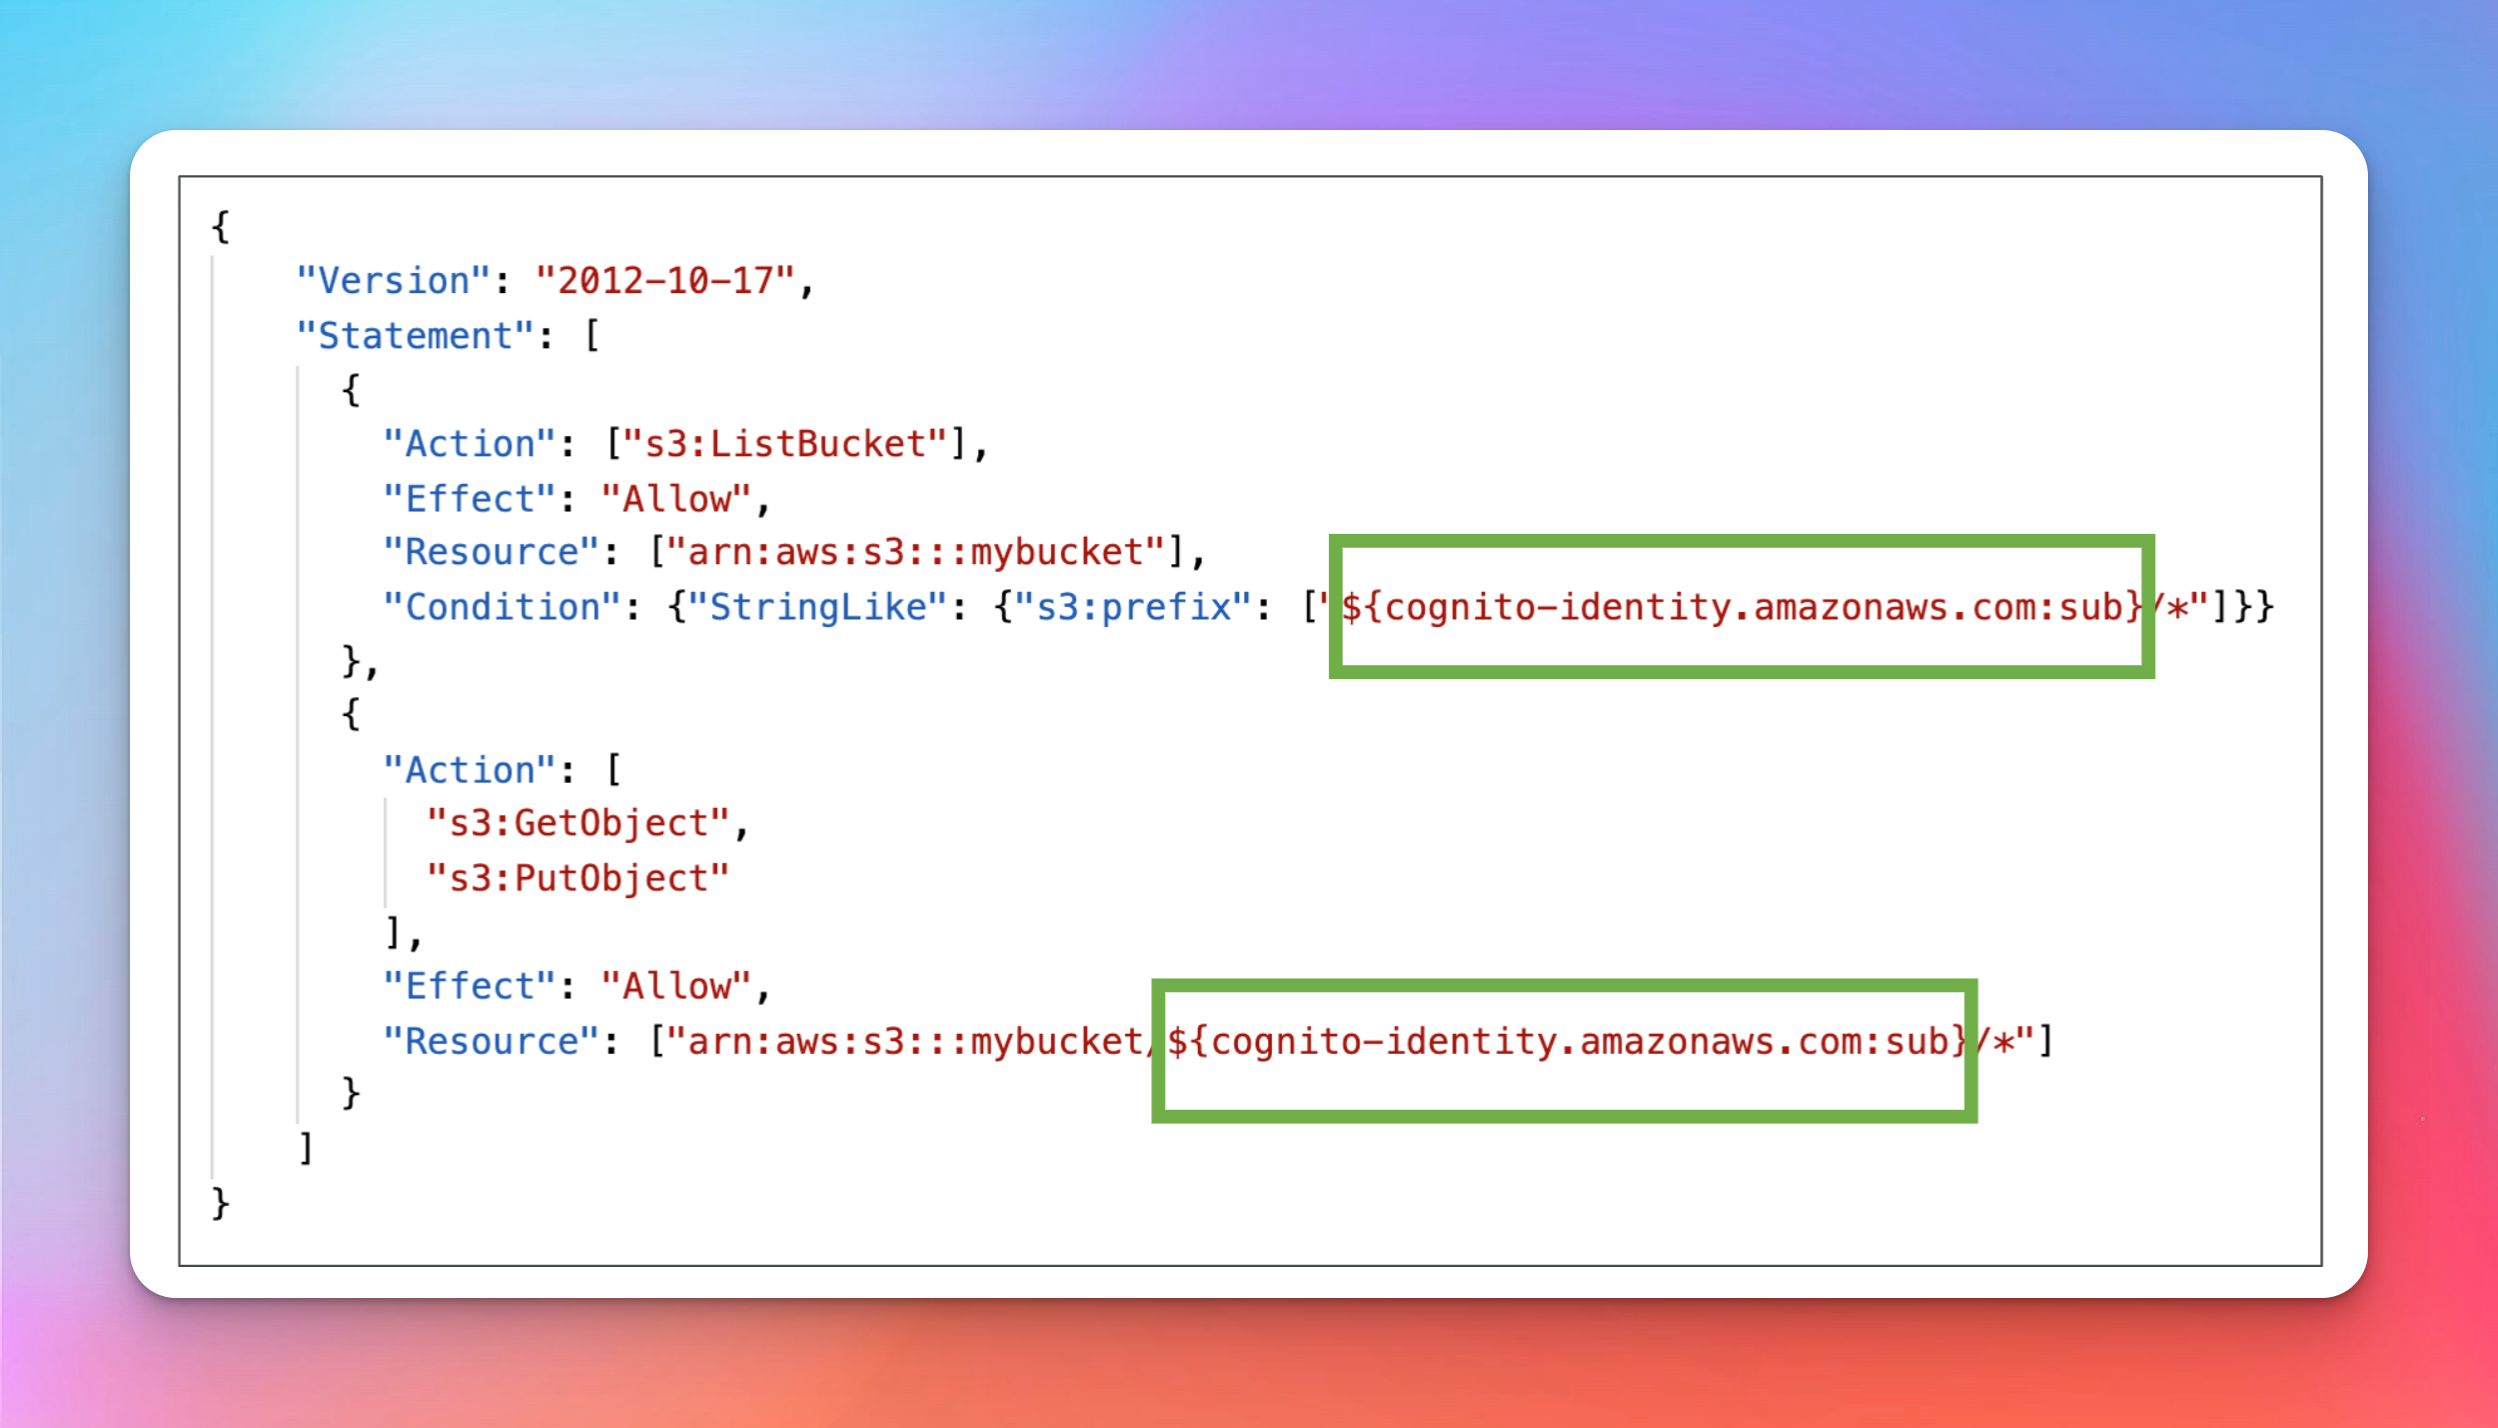 {
"Version": "2012-10-17",
"Statement": [
{
"Action": ["s3:ListBucket"],
"Effect": "Allow",
"Resource": ["arn:aws:s3:::mybucket"],
"Condition": {"StringLike": {"s3:prefix": ["${cognito-identity.amazonaws.com:sub}/*"]}}
},
{
"Action": [
"s3:GetObject",
"s3:PutObject"
],
"Effect": "Allow",
"Resource": ["arn:aws:s3:::mybucket/${cognito-identity.amazonaws.com:sub}/*"]
}
]
}